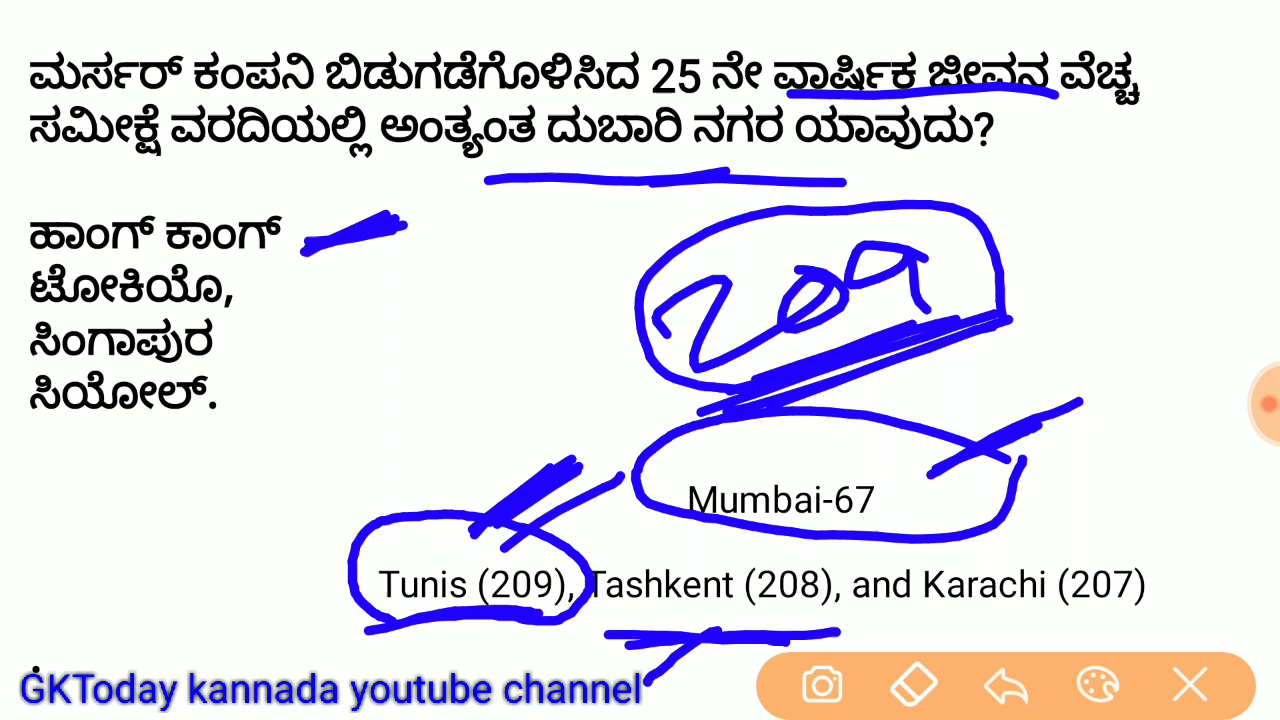 ಮರ್ಸರ್ ಕಂಪನಿ ಬಿಡುಗಡೆಗೊಳಿಸಿದ 25 ನೇ ವಾರ್ಷಿಕ ಜೀವನ ವೆಚ್ಚ
ಸಮೀಕ್ಷೆ ವರದಿಯಲ್ಲಿ ಅಂತ್ಯಂತ ದುಬಾರಿ ನಗರ ಯಾವುದು?
ಹಾಂಗ್ ಕಾಂಗ್
ಟೋಕಿಯೊ,
ಸಿಂಗಾಪುರ
ಸಿಯೋಲ್.
209
Mumbai-67
Tunis (209), Tashkent (208), and Karachi (207)
GKToday kannada youtube channel